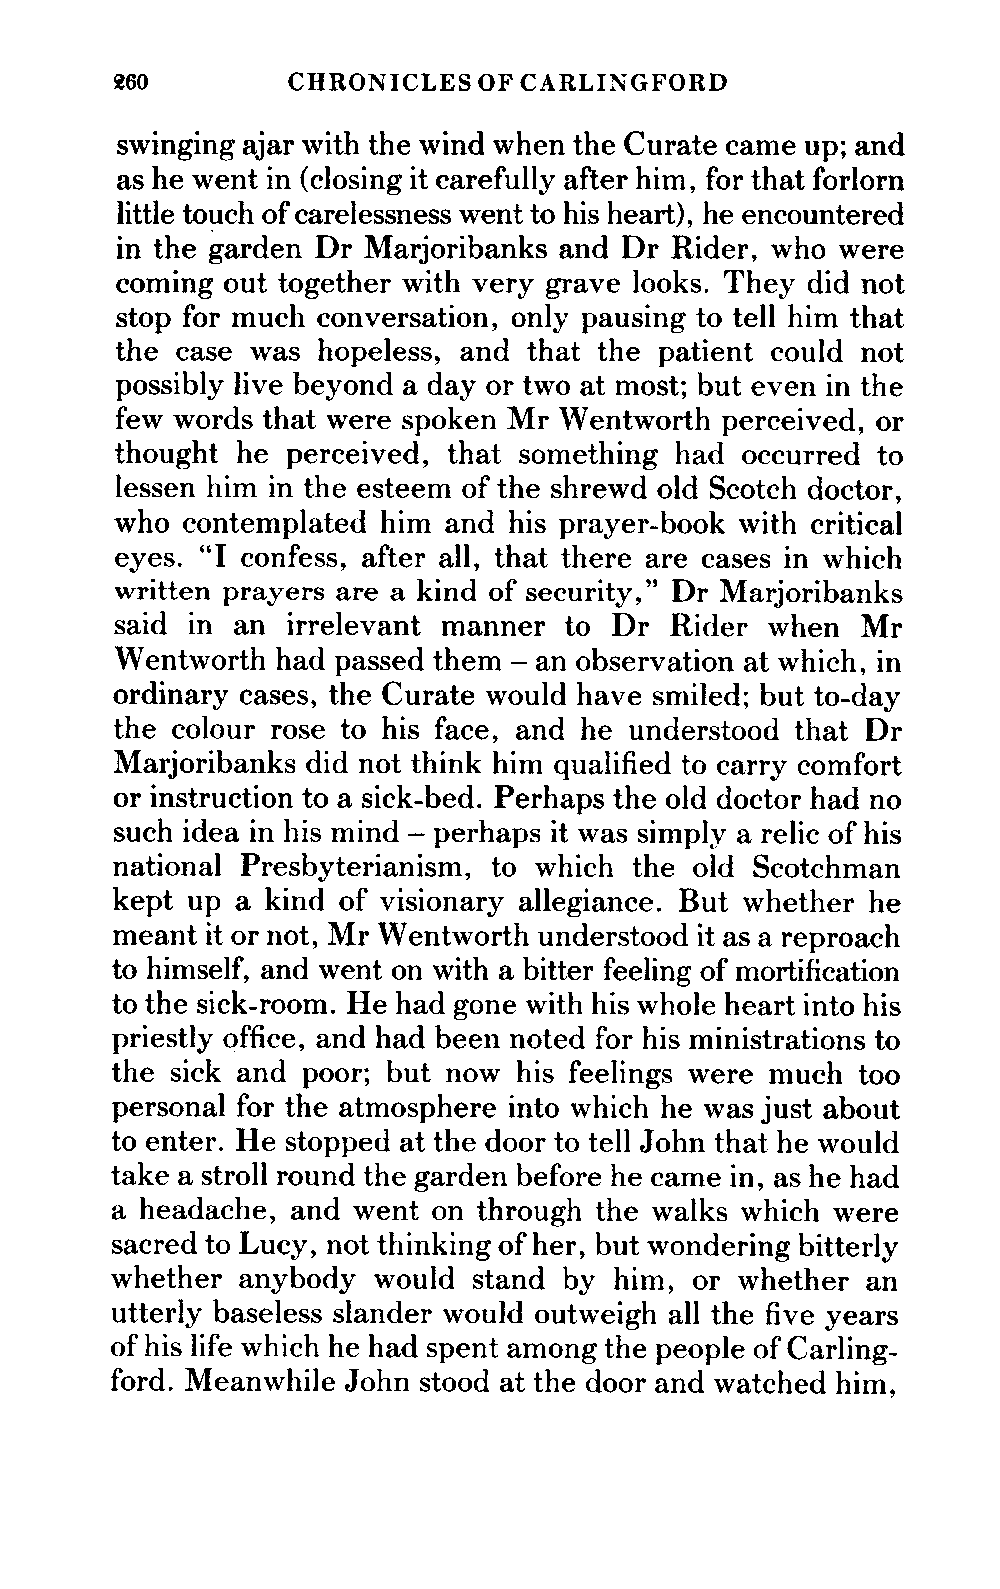 260 CHRONICLES OF CARLINGFORD
swinging ajar with the wind when the Curate came up; and
as he went in (closing it carefully after him, for that forlorn
little touch of carelessness went to his heart), he encountered
in the garden Dr Marjoribanks and Dr Rider, who were
coming out together with very grave looks. They did not
stop for much conversation, only pausing to tell him that
the case was hopeless, and that the patient could not
possibly live beyond a day or two at most; but even in the
few words that were spoken Mr Wentworth perceived, or
thought he perceived, that something had occurred to
lessen him in the esteem of the shrewd old Scotch doctor,
who contemplated him and his prayer-book with critical
eyes. “I confess, after all, that there are cases in which
written prayers are a kind of security,” Dr Marjoribanks
said in an irrelevant manner to Dr Rider when Mr
Wentworth had passed them – an observation at which, in
ordinary cases, the Curate would have smiled; but to-day
the colour rose to his face, and he understood that Dr
Marjoribanks did not think him qualified to carry comfort
or instruction to a sick-bed. Perhaps the old doctor had no
such idea in his mind – perhaps it was simply a relic of his
national Presbyterianism, to which the old Scotchman
kept up a kind of visionary allegiance. But whether he
meant it or not, Mr Wentworth understood it as a reproach
to himself, and went on with a bitter feeling of mortification
to the sick-room. He had gone with his whole heart into his
priestly office, and had been noted for his ministrations to
the sick and poor; but now his feelings were much too
personal for the atmosphere into which he was just about
to enter. He stopped at the door to tell John that he would
take a stroll round the garden before he came in, as he had
a headache, and went on through the walks which were
sacred to Lucy, not thinking of her, but wondering bitterly
whether anybody would stand by him, or whether an
utterly baseless slander would outweigh all the five years
of his life which he had spent among the people of Carling-
ford. Meanwhile John stood at the door and watched him,